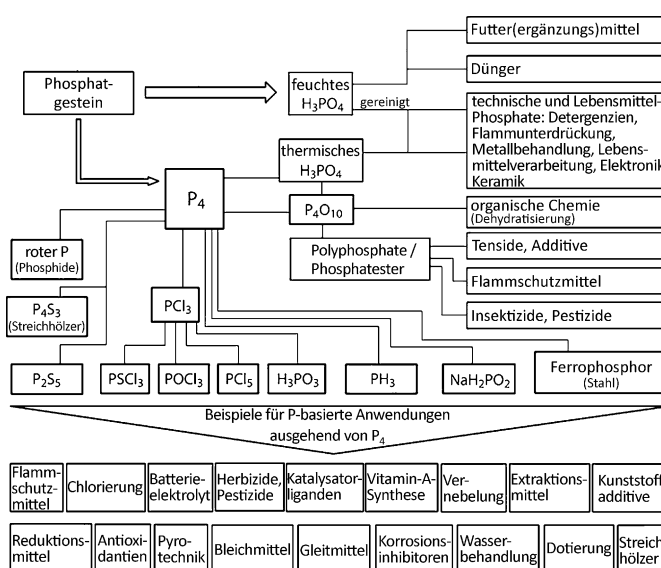 Futter(ergänzungs)mittel
Phosphat-
gestein
feuchtes
H₃PO₄
gereinigt
Dünger
technische und Lebensmittel-
Phosphate: Detergenzien,
Flammunterdrückung,
Metallbehandlung, Lebens-
mittelverarbeitung, Elektronik
Keramik
thermisches
H₃PO₄
P₄
P₄O₁₀
organische Chemie
(Dehydratisierung)
Polyphosphate /
Phosphatester
Tenside, Additive
Flammschutzmittel
Insektizide, Pestizide
roter P
(Phosphide)
P₄S₃
(Streichhölzer)
PCl₃
P₂S₅
PSCl₃
POCl₃
PCl₅
H₃PO₃
PH₃
NaH₂PO₂
Ferrophosphor
(Stahl)
Beispiele für P-basierte Anwendungen
ausgehend von P₄
Flamm-
schutz-
mittel
Chlorierung
Batterie-
elektrolyt
Herbizide,
Pestizide
Katalysator-
liganden
Vitamin-A-
Synthese
Ver-
nebelung
Extraktions-
mittel
Kunststoff
additive
Reduktions-
mittel
Antioxi-
dantien
Pyro-
technik
Bleichmittel
Gleitmittel
Korrosions-
inhibitoren
Wasser-
behandlung
Dotierung
Streich
hölzer